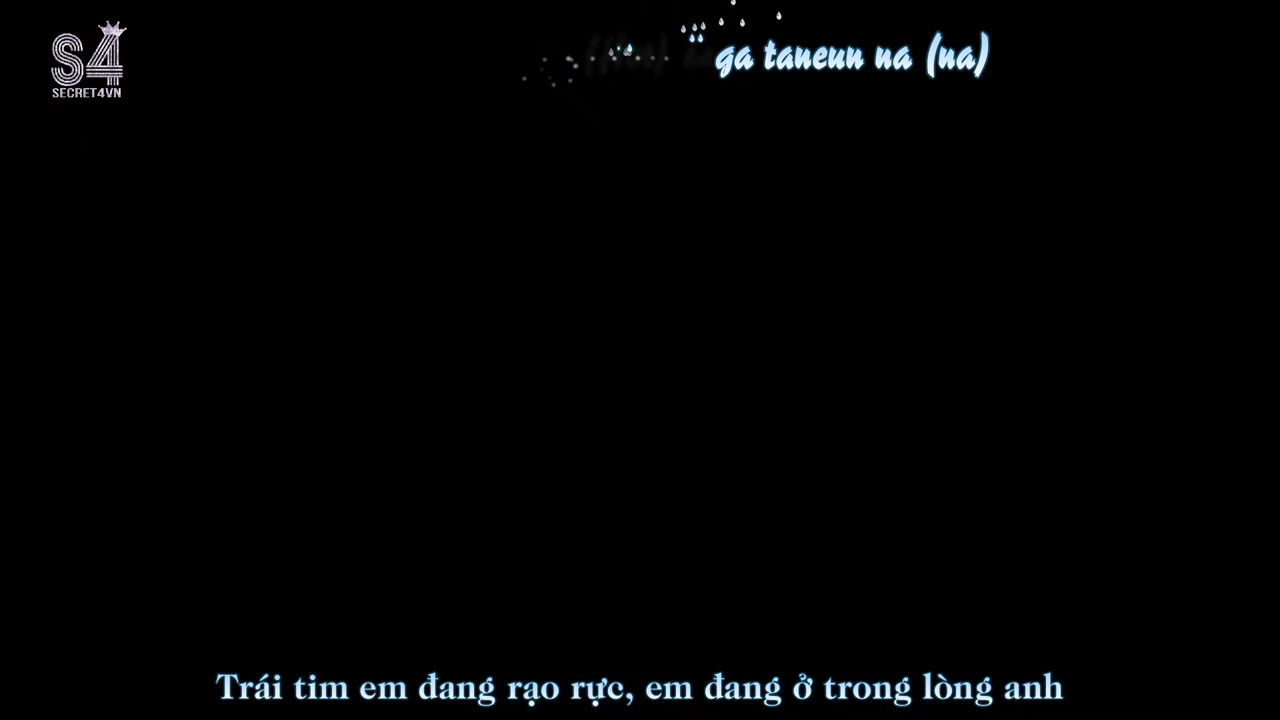 S4
SECRET4VN
ga taneun na (na)
Trái tim em đang rạo rực, em đang ở trong lòng anh